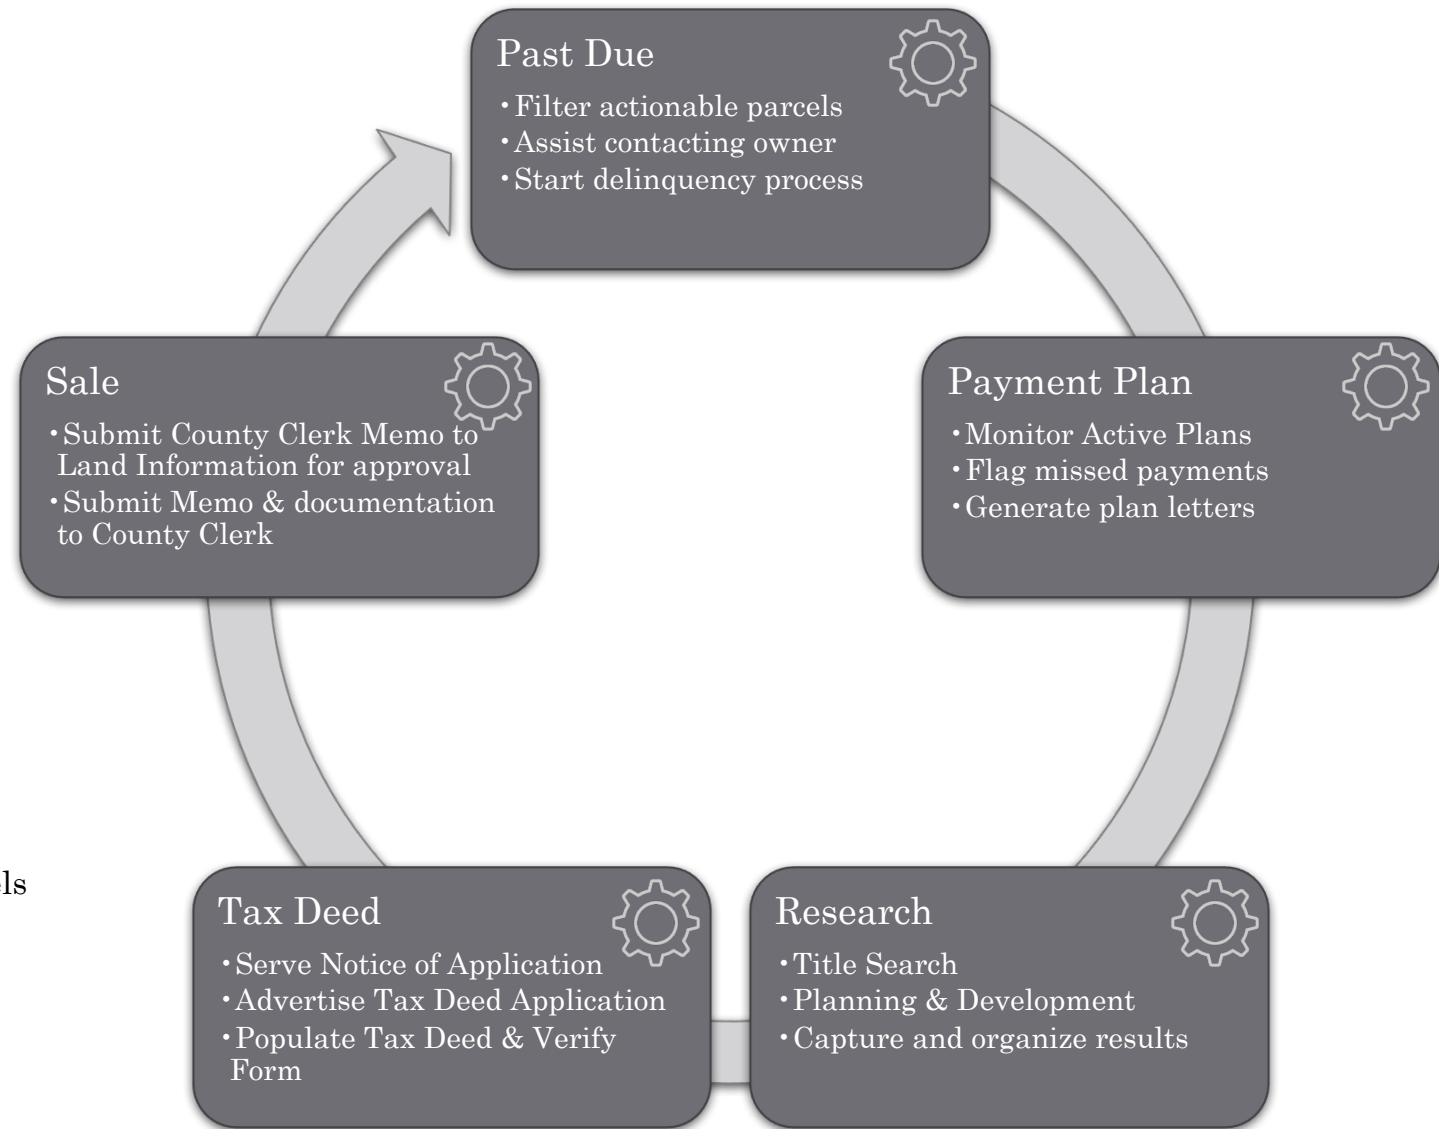 Past Due
•Filter actionable parcels
•Assist contacting owner
•Start delinquency process
Payment Plan
•Monitor Active Plans
•Flag missed payments
•Generate plan letters
Research
•Title Search
•Planning & Development
•Capture and organize results
Tax Deed
•Serve Notice of Application
•Advertise Tax Deed Application
•Populate Tax Deed & Verify
Form
Sale
•Submit County Clerk Memo to
Land Information for approval
•Submit Memo & documentation
to County Clerk